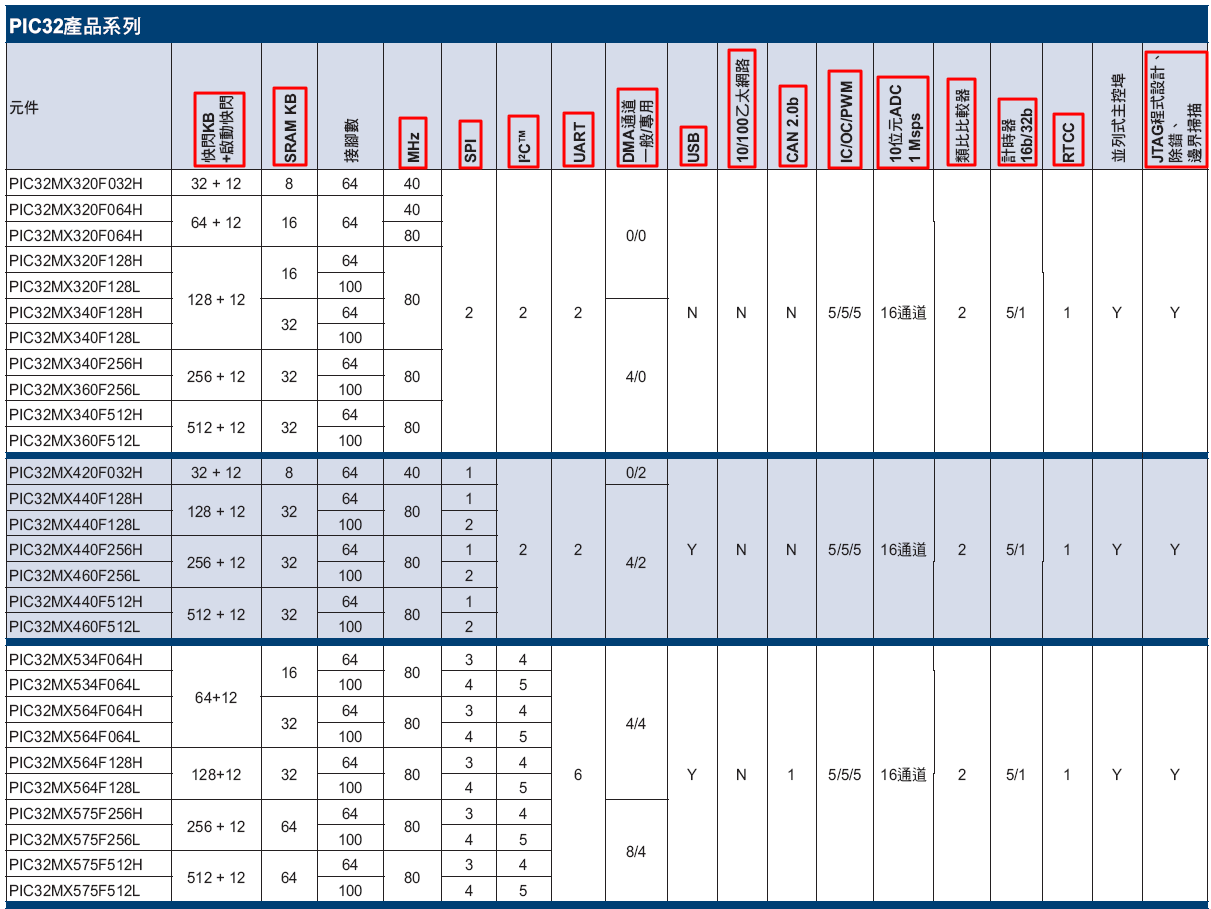 PIC32產品系列
元件
快閃KB
+啟動快閃
SRAM KB
接腳數
MHz
SPI
I²C™
UART
DMA通道
一般/專用
USB
10/100乙太網路
CAN 2.0b
IC/OC/PWM
10位元ADC
1 Msps
類比比較器
計時器
16b/32b
RTCC
並列式主控埠
JTAG程式設計、
除錯、
邊界掃描
PIC32MX320F032H 32 + 12 8 64 40
PIC32MX320F064H 64 + 12 16 64 40
PIC32MX320F064H 80
PIC32MX320F128H 128 + 12 16 64 80
PIC32MX320F128L 100
PIC32MX340F128H 32 64
PIC32MX340F128L 100
PIC32MX340F256H 256 + 12 32 64 80
PIC32MX360F256L 100
PIC32MX340F512H 512 + 12 32 64 80
PIC32MX360F512L 100
2 2 2 0/0 4/0 N N N 5/5/5 16通道 2 5/1 1 Y Y
PIC32MX420F032H 32 + 12 8 64 40 1 0/2
PIC32MX440F128H 128 + 12 32 64 80 1
PIC32MX440F128L 100 2
PIC32MX440F256H 256 + 12 32 64 80 1
PIC32MX460F256L 100 2
PIC32MX440F512H 512 + 12 32 64 80 1
PIC32MX460F512L 100 2
2 2 4/2 Y N N 5/5/5 16通道 2 5/1 1 Y Y
PIC32MX534F064H 64+12 16 64 80 3 4
PIC32MX534F064L 100 4 5
PIC32MX564F064H 32 64 80 3 4
PIC32MX564F064L 100 4 5
PIC32MX564F128H 128+12 32 64 80 3 4
PIC32MX564F128L 100 4 5
PIC32MX575F256H 256 + 12 64 64 80 3 4
PIC32MX575F256L 100 4 5
PIC32MX575F512H 512 + 12 64 64 80 3 4
PIC32MX575F512L 100 4 5
6 4/4 8/4 Y N 1 5/5/5 16通道 2 5/1 1 Y Y